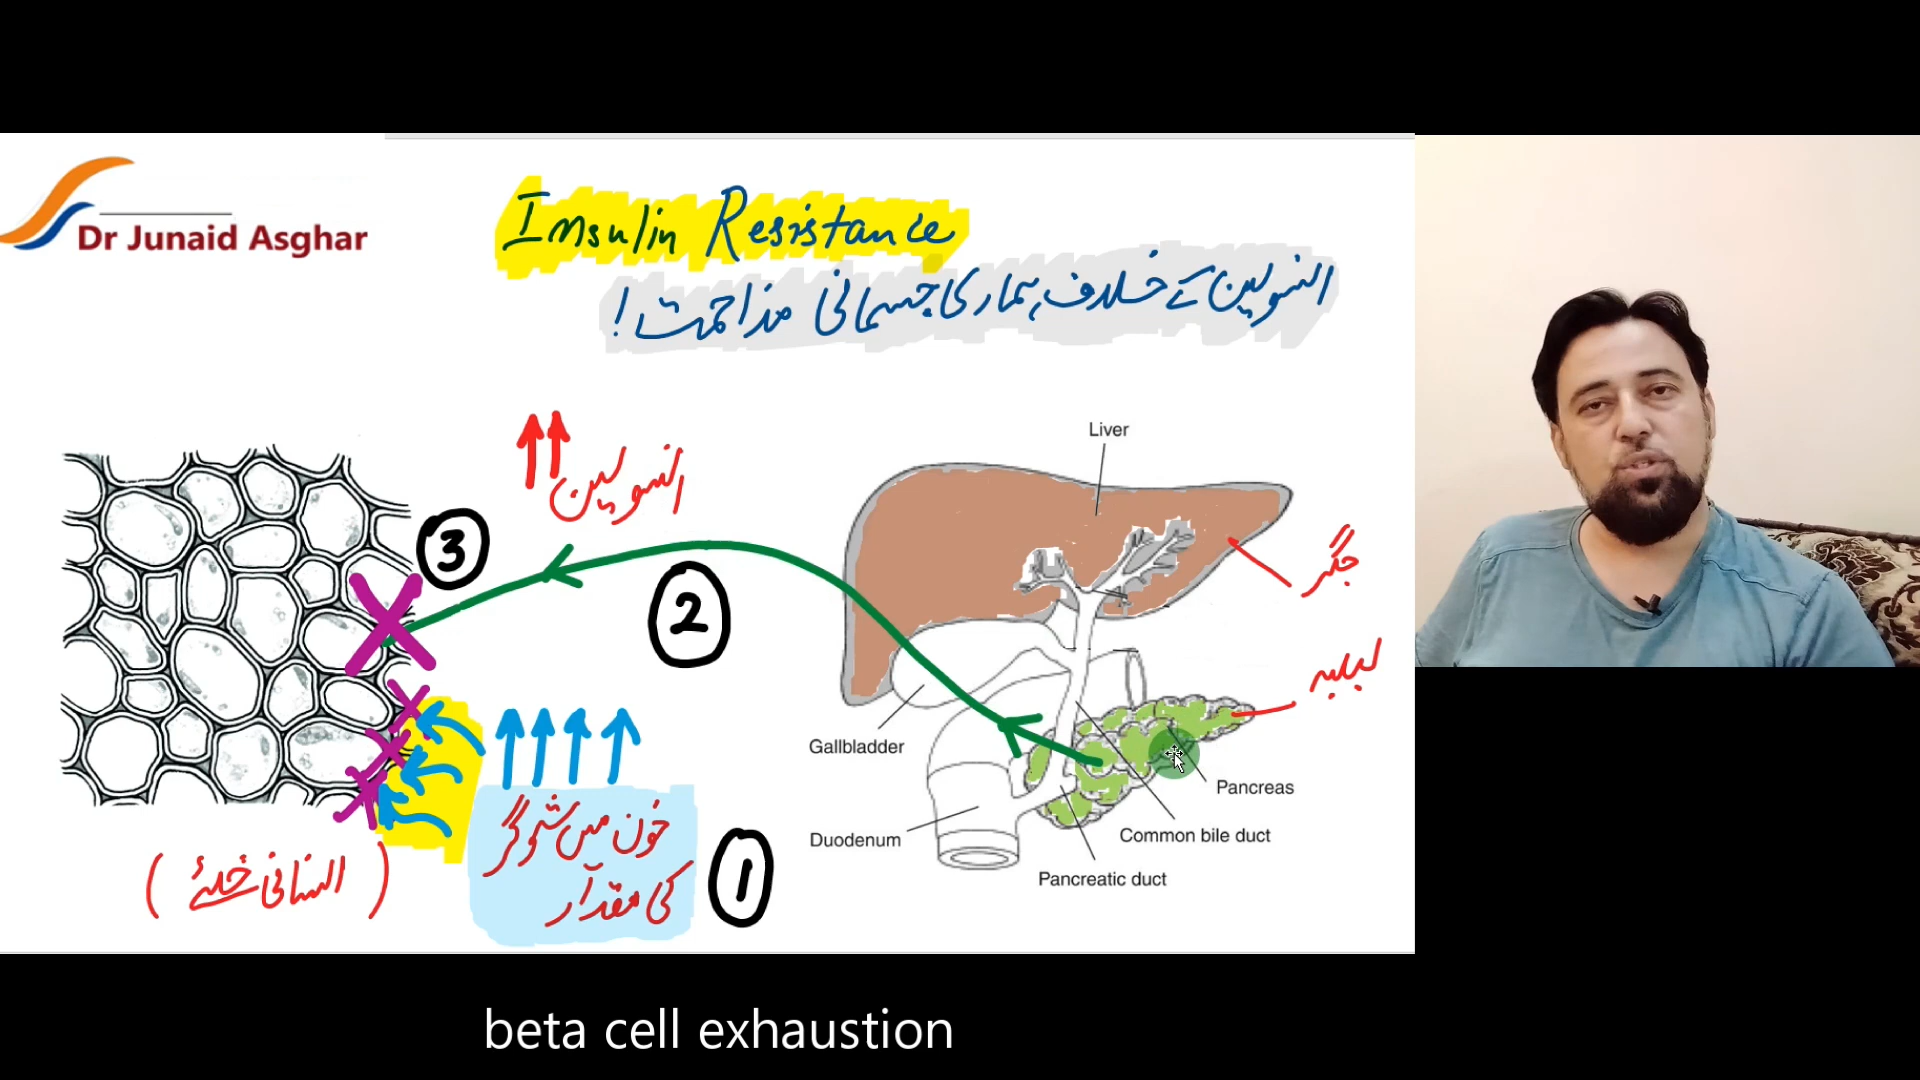 Dr Junaid Asghar
Insulin Resistance
انسولین کے خلاف ہماری جسمانی مزاحمت!
انسولین
Liver
3
2
جگر
لبلبہ
Gallbladder
Pancreas
Duodenum
Common bile duct
Pancreatic duct
خون میں شوگر
کی مقدار
1
(انسانی خلئے)
beta cell exhaustion